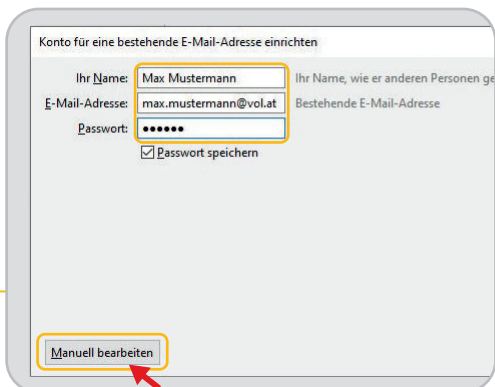 Konto für eine bestehende E-Mail-Adresse einrichten
Ihr Name: Max Mustermann Ihr Name, wie er anderen Personen ge
E-Mail-Adresse: max.mustermann@vol.at Bestehende E-Mail-Adresse
Passwort: ●●●●●●
Passwort speichern
Manuell bearbeiten